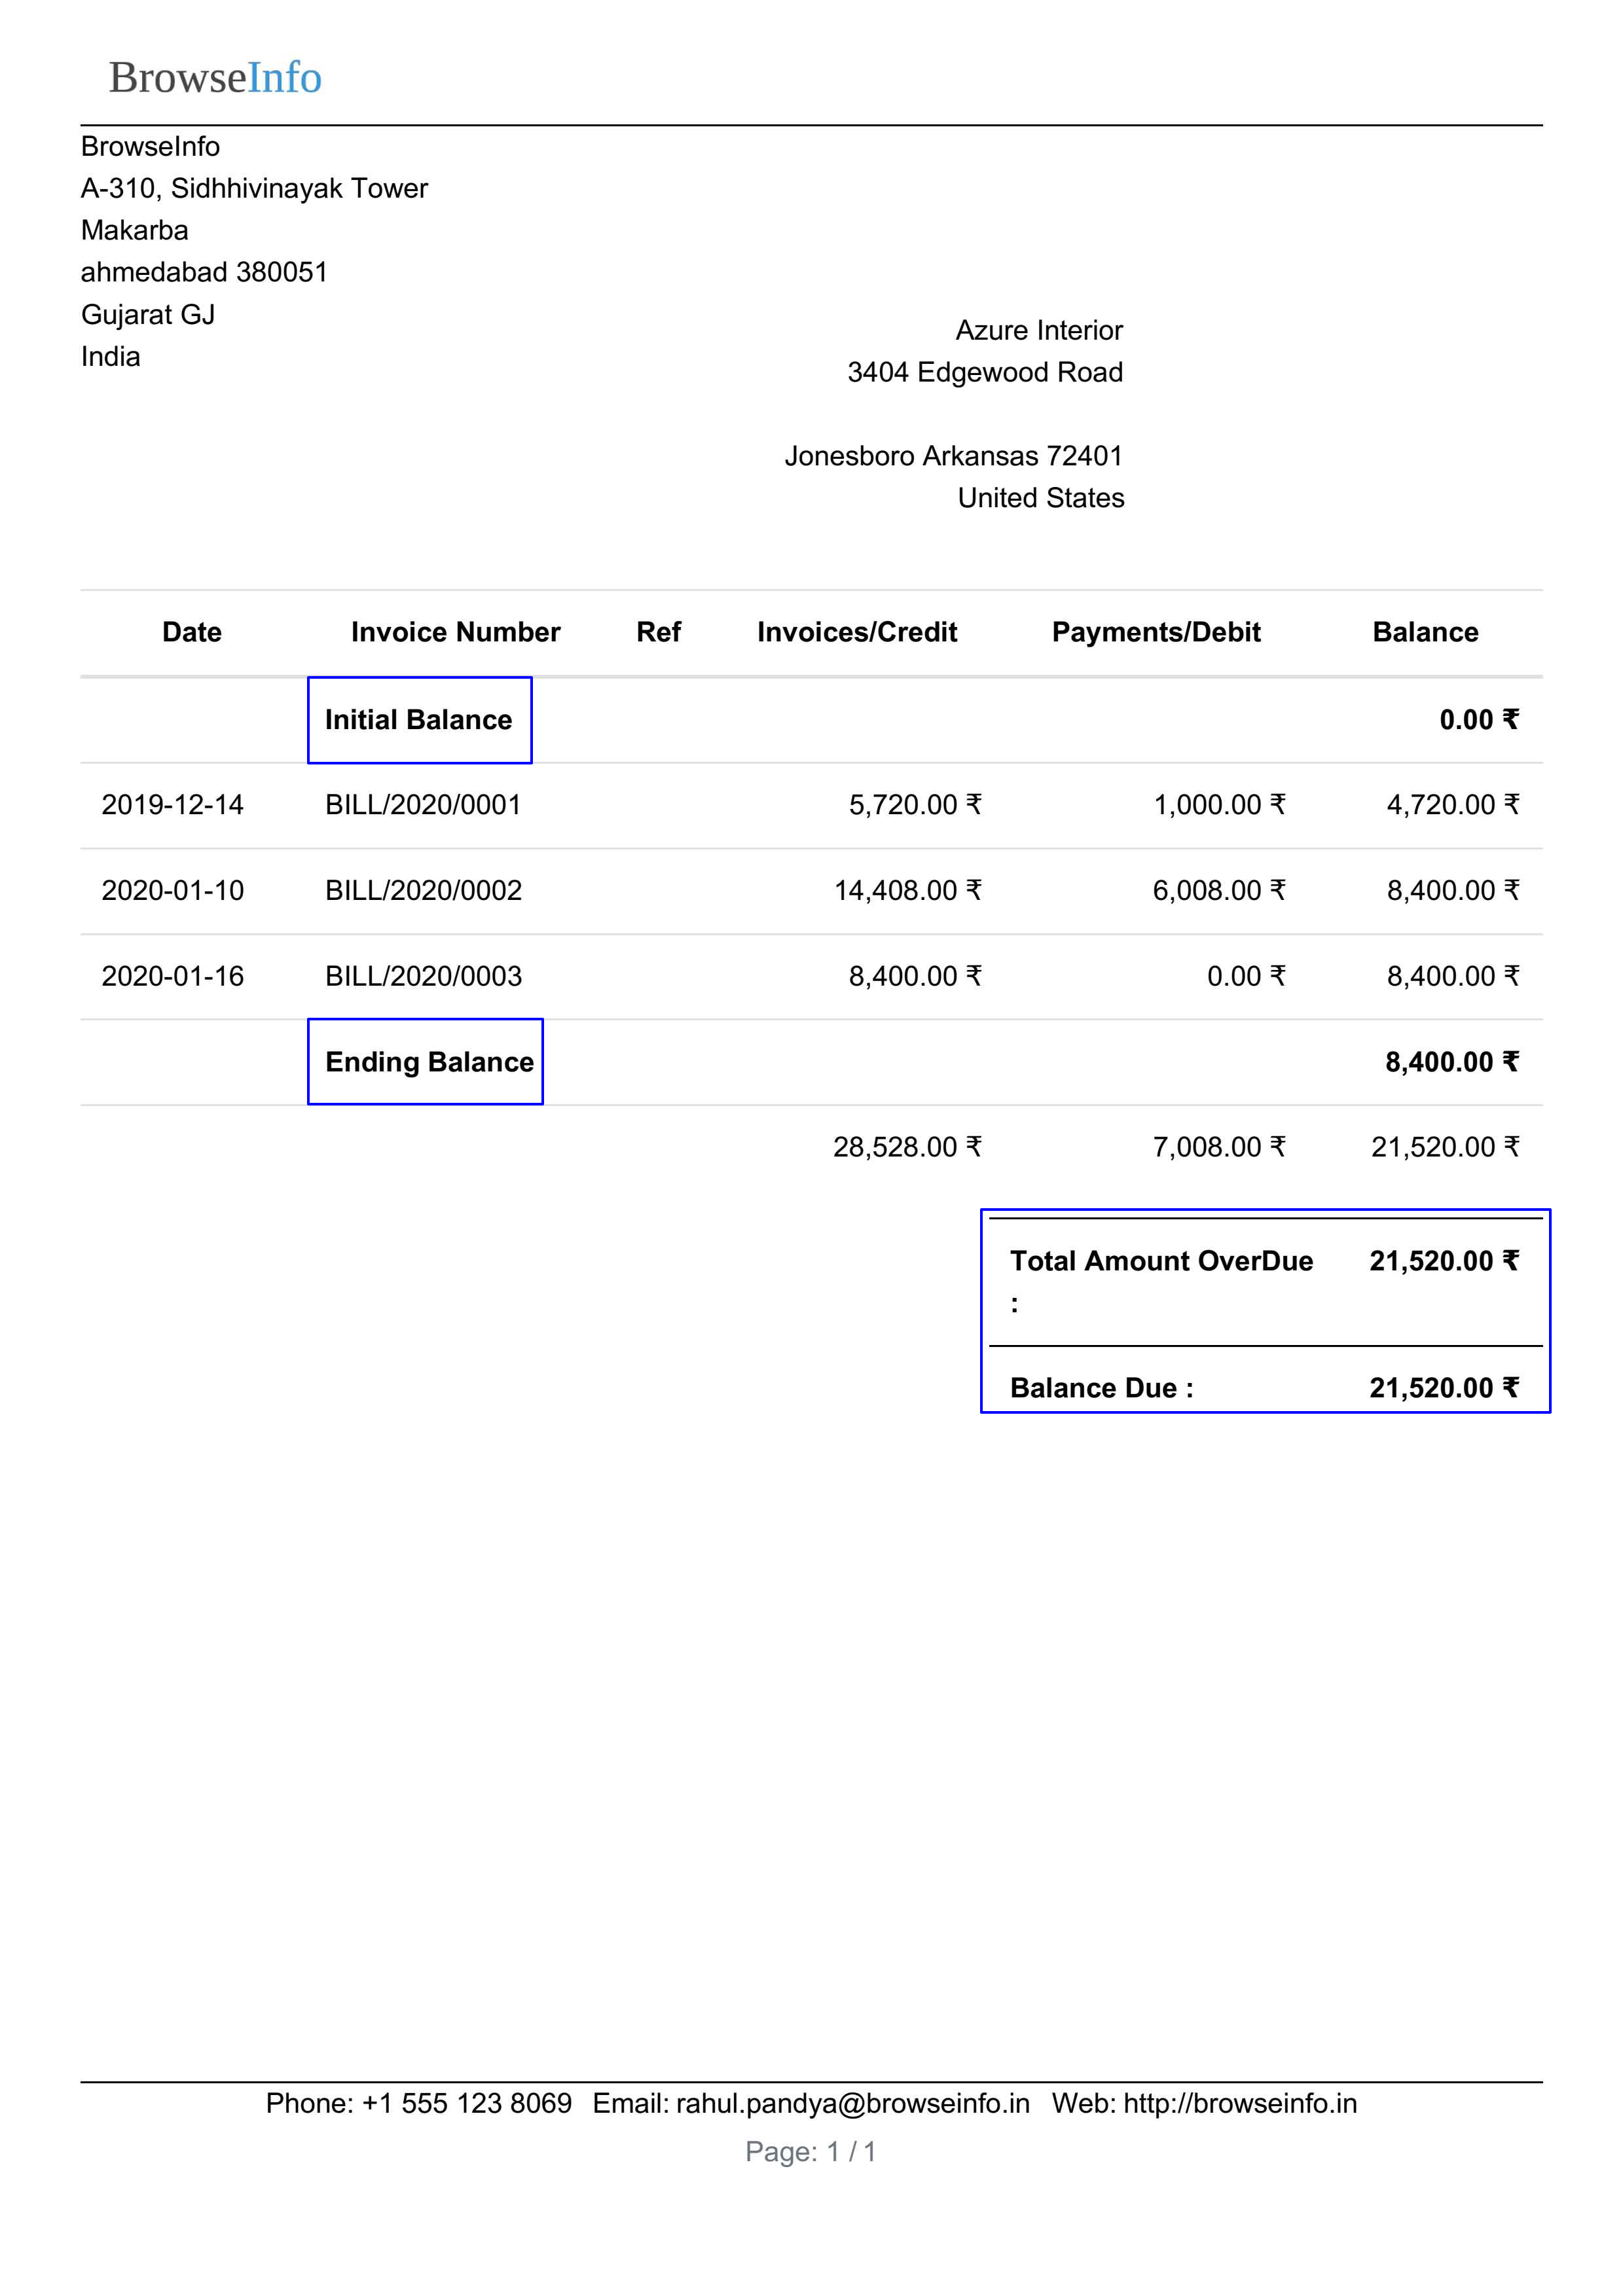 BrowseInfo
BrowseInfo
A-310, Sidhhivinayak Tower
Makarba
ahmedabad 380051
Gujarat GJ
India
Azure Interior
3404 Edgewood Road
Jonesboro Arkansas 72401
United States
Date Invoice Number Ref Invoices/Credit Payments/Debit Balance
Initial Balance 0.00 ₹
2019-12-14 BILL/2020/0001 5,720.00 ₹ 1,000.00 ₹ 4,720.00 ₹
2020-01-10 BILL/2020/0002 14,408.00 ₹ 6,008.00 ₹ 8,400.00 ₹
2020-01-16 BILL/2020/0003 8,400.00 ₹ 0.00 ₹ 8,400.00 ₹
Ending Balance 8,400.00 ₹
28,528.00 ₹ 7,008.00 ₹ 21,520.00 ₹
Total Amount OverDue 21,520.00 ₹
:
Balance Due : 21,520.00 ₹
Phone: +1 555 123 8069 Email: rahul.pandya@browseinfo.in Web: http://browseinfo.in
Page: 1 / 1